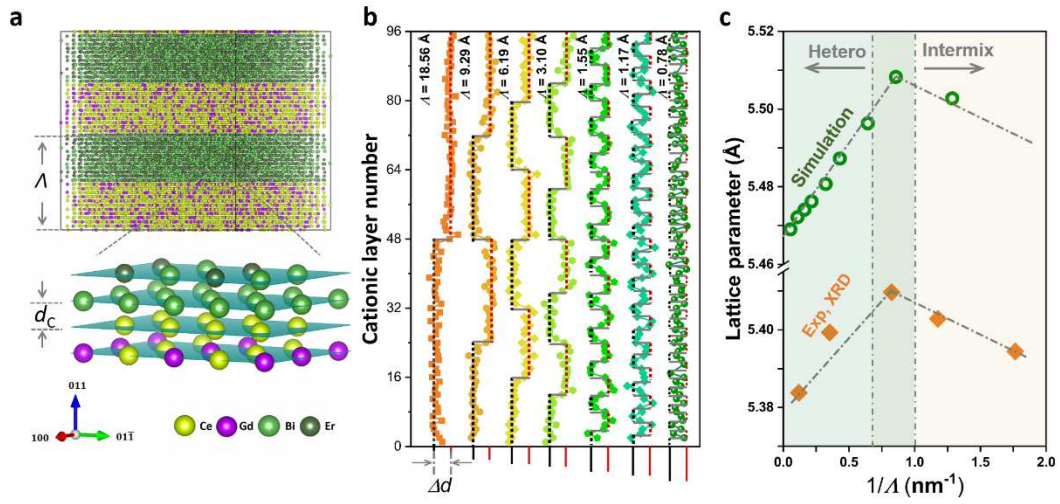 a
Λ
d_C
011
100
011̄
Ce
Gd
Bi
Er
b
Cationic layer number
96
80
64
48
32
16
0
Λ = 18.56 Å
Λ = 9.29 Å
Λ = 6.19 Å
Λ = 3.10 Å
Λ = 1.55 Å
Λ = 1.17 Å
Λ = 0.78 Å
Δd
c
Lattice parameter (Å)
5.52
5.50
5.48
5.46
5.40
5.38
Hetero
Intermix
Simulation
Exp, XRD
0.0
0.5
1.0
1.5
2.0
1/Λ (nm⁻¹)